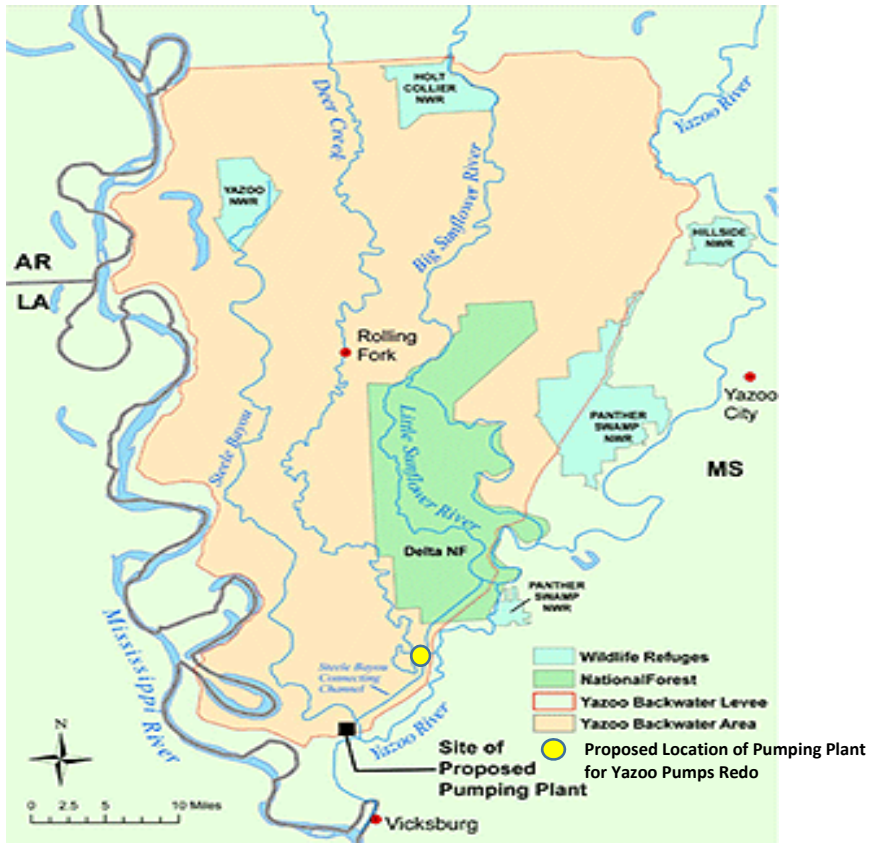 HOLT
COLLIER
NWR
Deer Creek
Yazoo River
YAZOO
NWR
Big Sunflower River
HILLSIDE
NWR
AR
LA
Rolling
Fork
Yazoo
City
PANTHER
SWAMP
NWR
Steele Bayou
Little Sunflower River
MS
Delta NF
PANTHER
SWAMP
NWR
Mississippi River
Steele Bayou
Connecting
Channel
Wildlife Refuges
NationalForest
Yazoo Backwater Levee
Yazoo Backwater Area
Proposed Location of Pumping Plant
for Yazoo Pumps Redo
Yazoo River
Site of
Proposed
Pumping Plant
N
0 2.5 5 10 Miles
Vicksburg